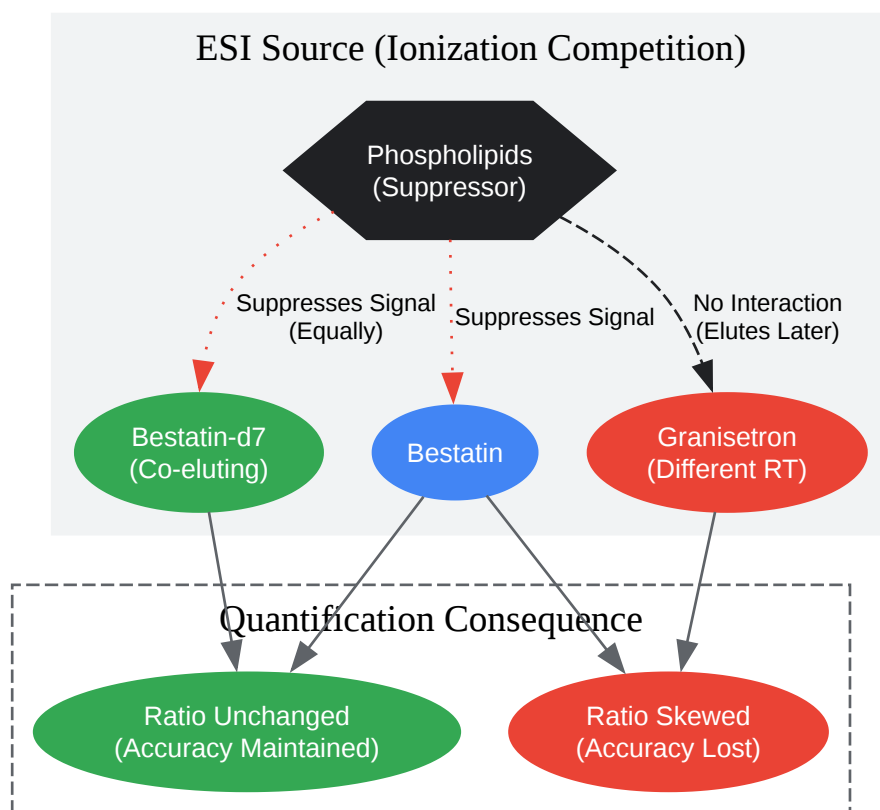 ESI Source (Ionization Competition)
Phospholipids
(Suppressor)
Suppresses Signal
(Equally)
Suppresses Signal
No Interaction
(Elutes Later)
Bestatin-d7
(Co-eluting)
Bestatin
Granisetron
(Different RT)
Quantification Consequence
Ratio Unchanged
(Accuracy Maintained)
Ratio Skewed
(Accuracy Lost)